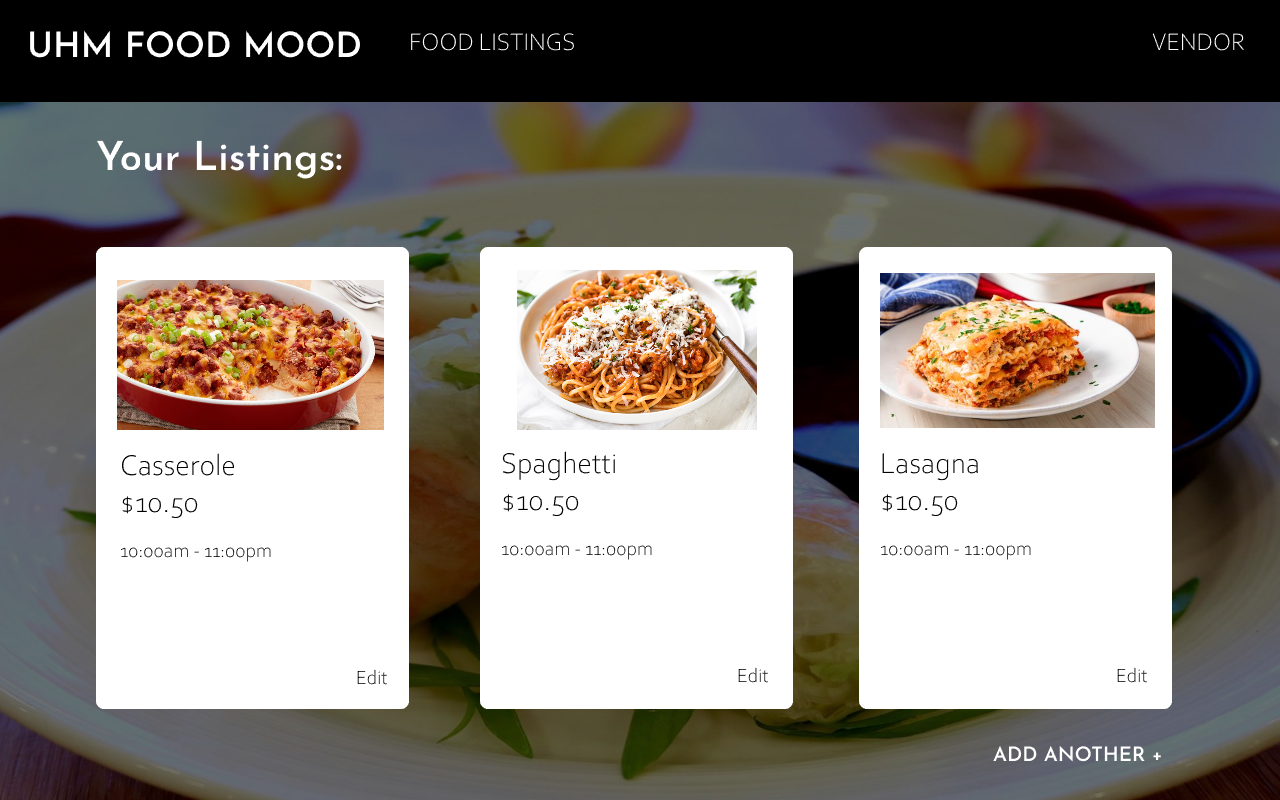 UHM FOOD MOOD
FOOD LISTINGS
VENDOR
Your Listings:
Casserole
$10.50
10:00am - 11:00pm
Edit
Spaghetti
$10.50
10:00am - 11:00pm
Edit
Lasagna
$10.50
10:00am - 11:00pm
Edit
ADD ANOTHER +